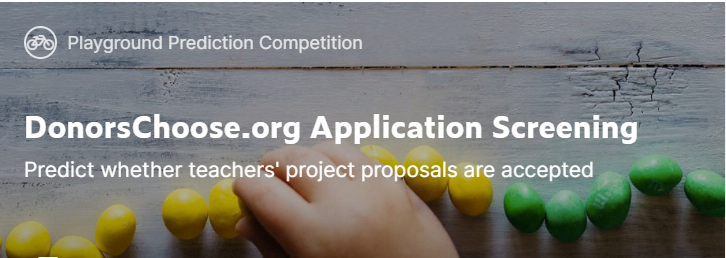 Playground Prediction Competition
DonorsChoose.org Application Screening
Predict whether teachers' project proposals are accepted